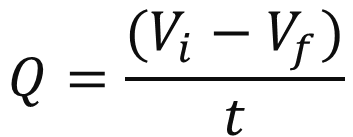 Q = (V_i − V_f) / t